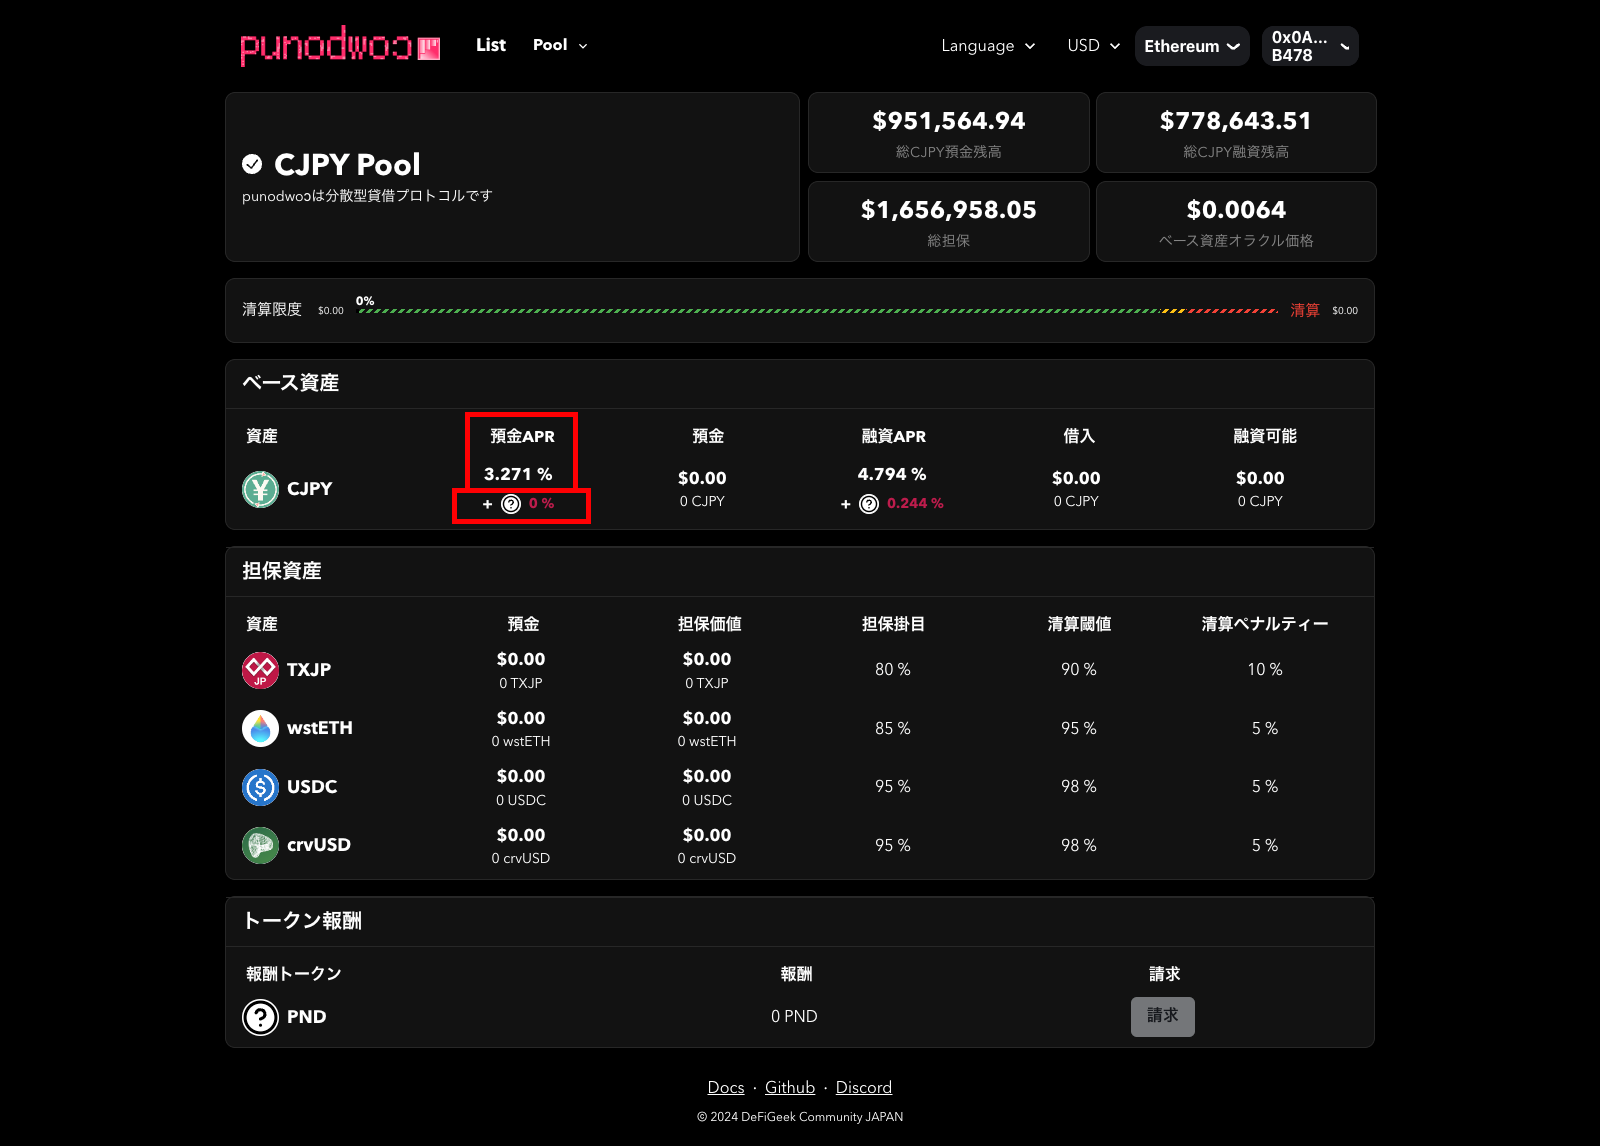 punodwoɔ
List
Pool
Language
USD
Ethereum
0x0A...
B478
CJPY Pool
punodwoɔは分散型貸借プロトコルです
$951,564.94
総CJPY預金残高
$778,643.51
総CJPY融資残高
$1,656,958.05
総担保
$0.0064
ベース資産オラクル価格
清算限度 $0.00 0% 清算 $0.00
ベース資産
資産 預金APR 預金 融資APR 借入 融資可能
CJPY 3.271 % $0.00 4.794 % $0.00 $0.00
+ ? 0 % 0 CJPY + ? 0.244 % 0 CJPY 0 CJPY
担保資産
資産 預金 担保価値 担保掛目 清算閾値 清算ペナルティー
JP TXJP $0.00 $0.00 80 % 90 % 10 %
0 TXJP 0 TXJP
wstETH $0.00 $0.00 85 % 95 % 5 %
0 wstETH 0 wstETH
USDC $0.00 $0.00 95 % 98 % 5 %
0 USDC 0 USDC
crvUSD $0.00 $0.00 95 % 98 % 5 %
0 crvUSD 0 crvUSD
トークン報酬
報酬トークン 報酬 請求
? PND 0 PND 請求
Docs · Github · Discord
© 2024 DeFiGeek Community JAPAN